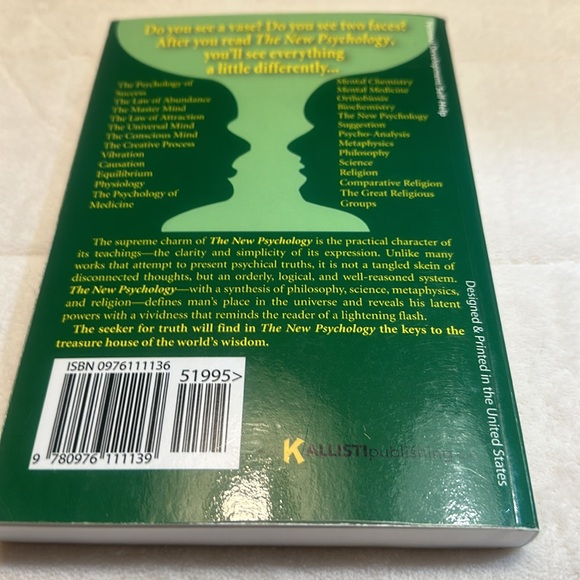 Do you see a vase? Do you see two faces?
After you read The New Psychology,
you'll see everything
a little differently...
The Psychology of
Success
The Law of Abundance
The Master Mind
The Law of Attraction
The Universal Mind
The Conscious Mind
The Creative Process
Vibration
Causation
Equilibrium
Physiology
The Psychology of
Medicine
Mental Chemistry
Mental Medicine
Orthobiosis
Biochemistry
The New Psychology
Suggestion
Psycho-Analysis
Metaphysics
Philosophy
Science
Religion
Comparative Religion
The Great Religious
Groups
The supreme charm of The New Psychology is the practical character of
its teachings—the clarity and simplicity of its expression. Unlike many
works that attempt to present psychical truths, it is not a tangled skein of
disconnected thoughts, but an orderly, logical, and well-reasoned system.
The New Psychology—with a synthesis of philosophy, science, metaphysics,
and religion—defines man's place in the universe and reveals his latent
powers with a vividness that reminds the reader of a lightening flash.
The seeker for truth will find in The New Psychology the keys to the
treasure house of the world's wisdom.
ISBN 0976111136
51995>
9 780976 111139
KALLISTIpublishing
Development/Self Help
Designed & Printed in the United States